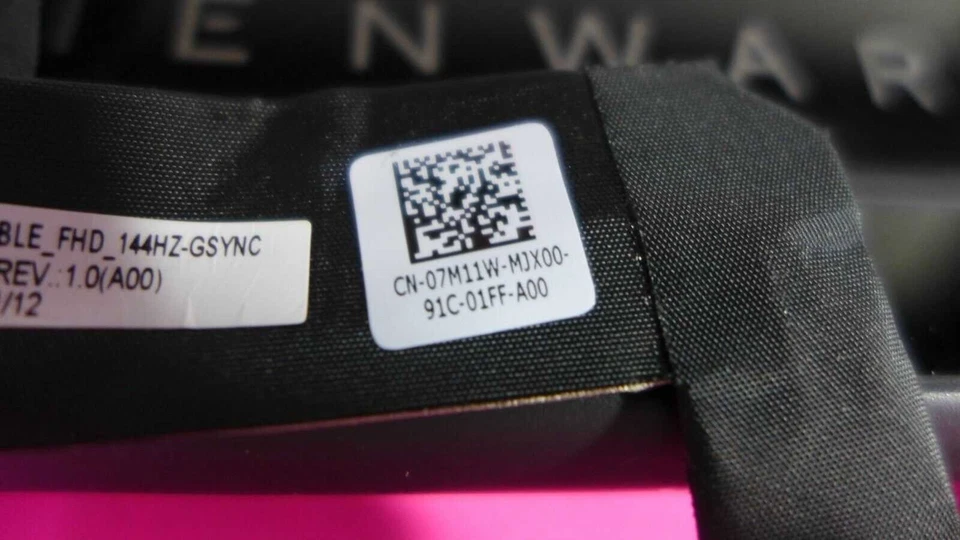 ENWAR
BLE_FHD_144HZ-GSYNC
REV.:1.0(A00)
/12
CN-07M11W-MJX00-
91C-01FF-A00